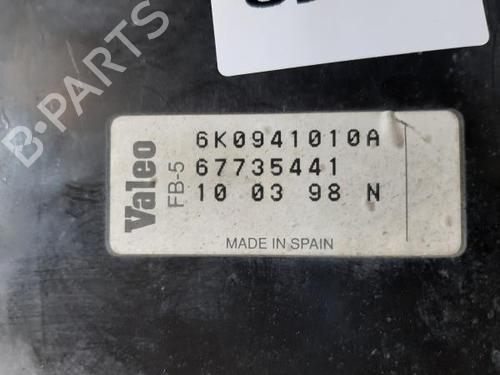 B-PARTS
Valeo
FB-5
6K0941010A
67735441
10 03 98 N
MADE IN SPAIN